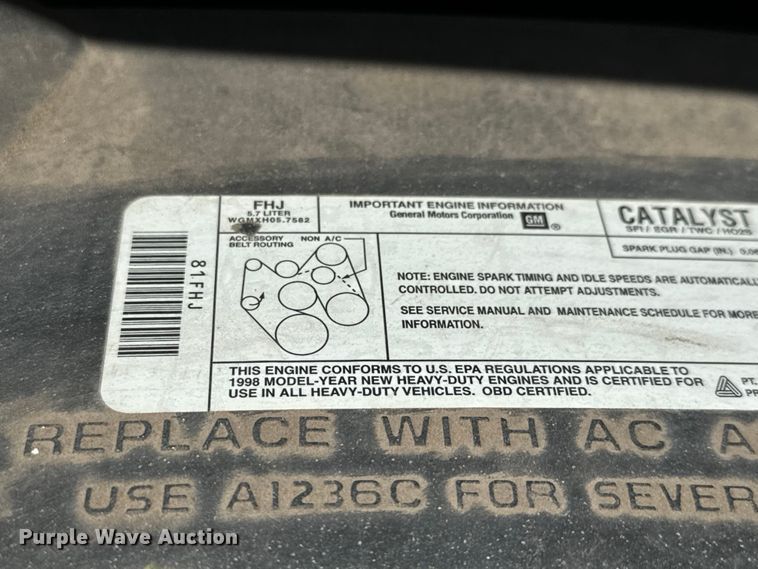 FHJ
5.7 LITER
WGMXH05.7582
IMPORTANT ENGINE INFORMATION
General Motors Corporation GM ®
CATALYST
SFI / EGR / TWC / HO2S
SPARK PLUG GAP (IN.)
ACCESSORY NON A/C
BELT ROUTING
81FHJ
NOTE: ENGINE SPARK TIMING AND IDLE SPEEDS ARE AUTOMATICALL
CONTROLLED. DO NOT ATTEMPT ADJUSTMENTS.
SEE SERVICE MANUAL AND MAINTENANCE SCHEDULE FOR MORE
INFORMATION.
THIS ENGINE CONFORMS TO U.S. EPA REGULATIONS APPLICABLE TO
1998 MODEL-YEAR NEW HEAVY-DUTY ENGINES AND IS CERTIFIED FOR
USE IN ALL HEAVY-DUTY VEHICLES. OBD CERTIFIED.
PT.
PR
REPLACE WITH AC A
USE A1236C FOR SEVER
Purple Wave Auction